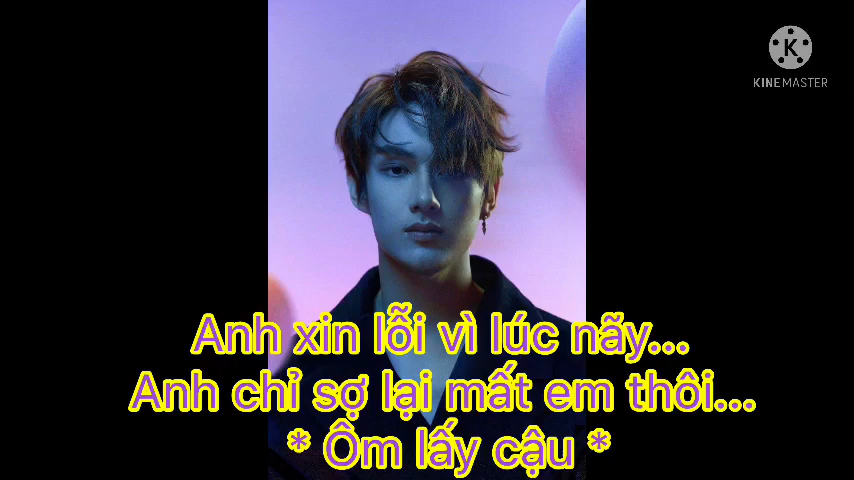 KINEMASTER
Anh xin lỗi vì lúc nãy...
Anh chỉ sợ lại mất em thôi...
* Ôm lấy cậu *